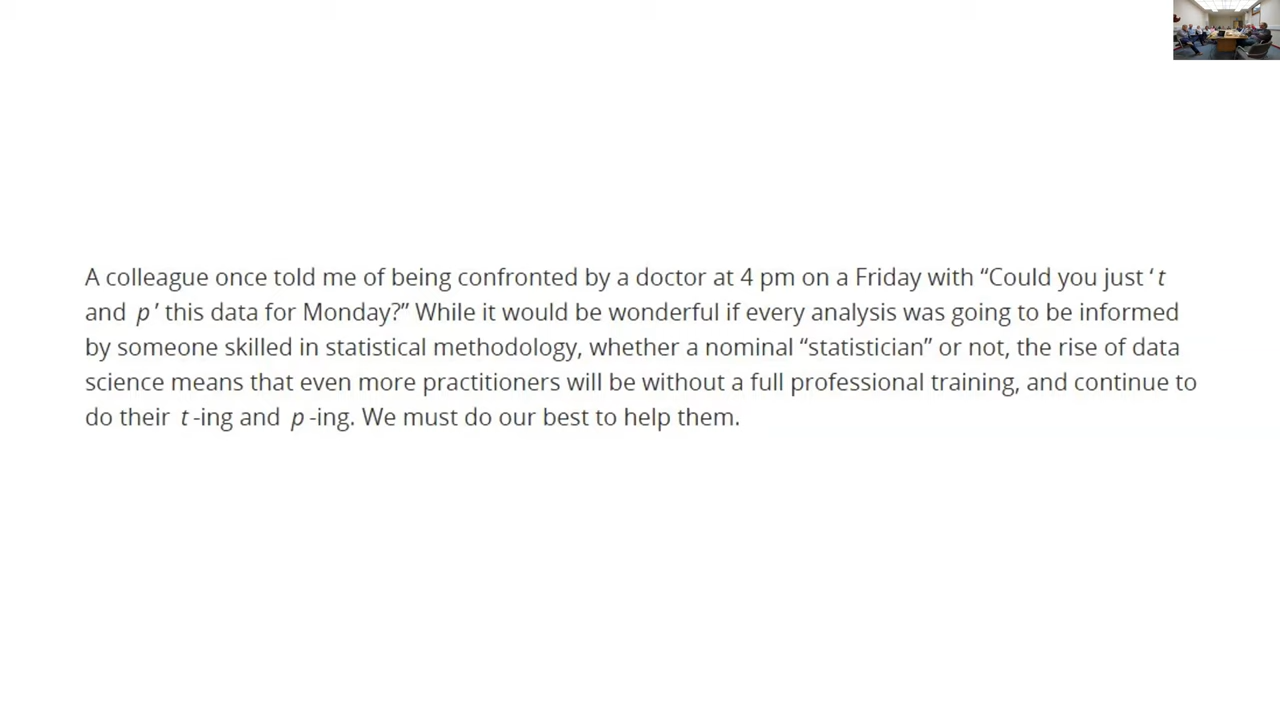 A colleague once told me of being confronted by a doctor at 4 pm on a Friday with “Could you just ‘t
and p’ this data for Monday?” While it would be wonderful if every analysis was going to be informed
by someone skilled in statistical methodology, whether a nominal “statistician” or not, the rise of data
science means that even more practitioners will be without a full professional training, and continue to
do their t-ing and p-ing. We must do our best to help them.